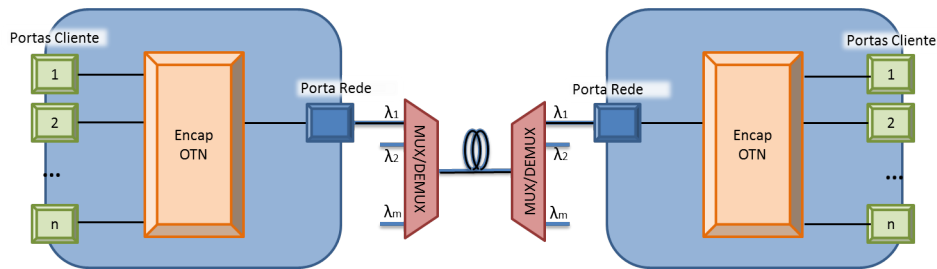 Portas Cliente
1
2
...
n
Encap
OTN
Porta Rede
λ1
λ2
λm
MUX/DEMUX
MUX/DEMUX
λ1
λ2
λm
Porta Rede
Encap
OTN
Portas Cliente
1
2
...
n